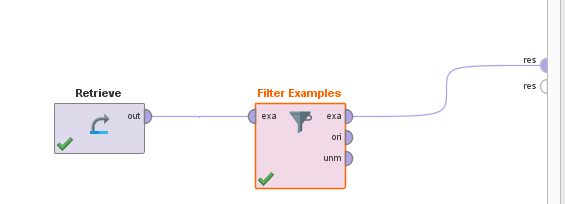 res
res
Retrieve
out
Filter Examples
exa
exa
ori
unm